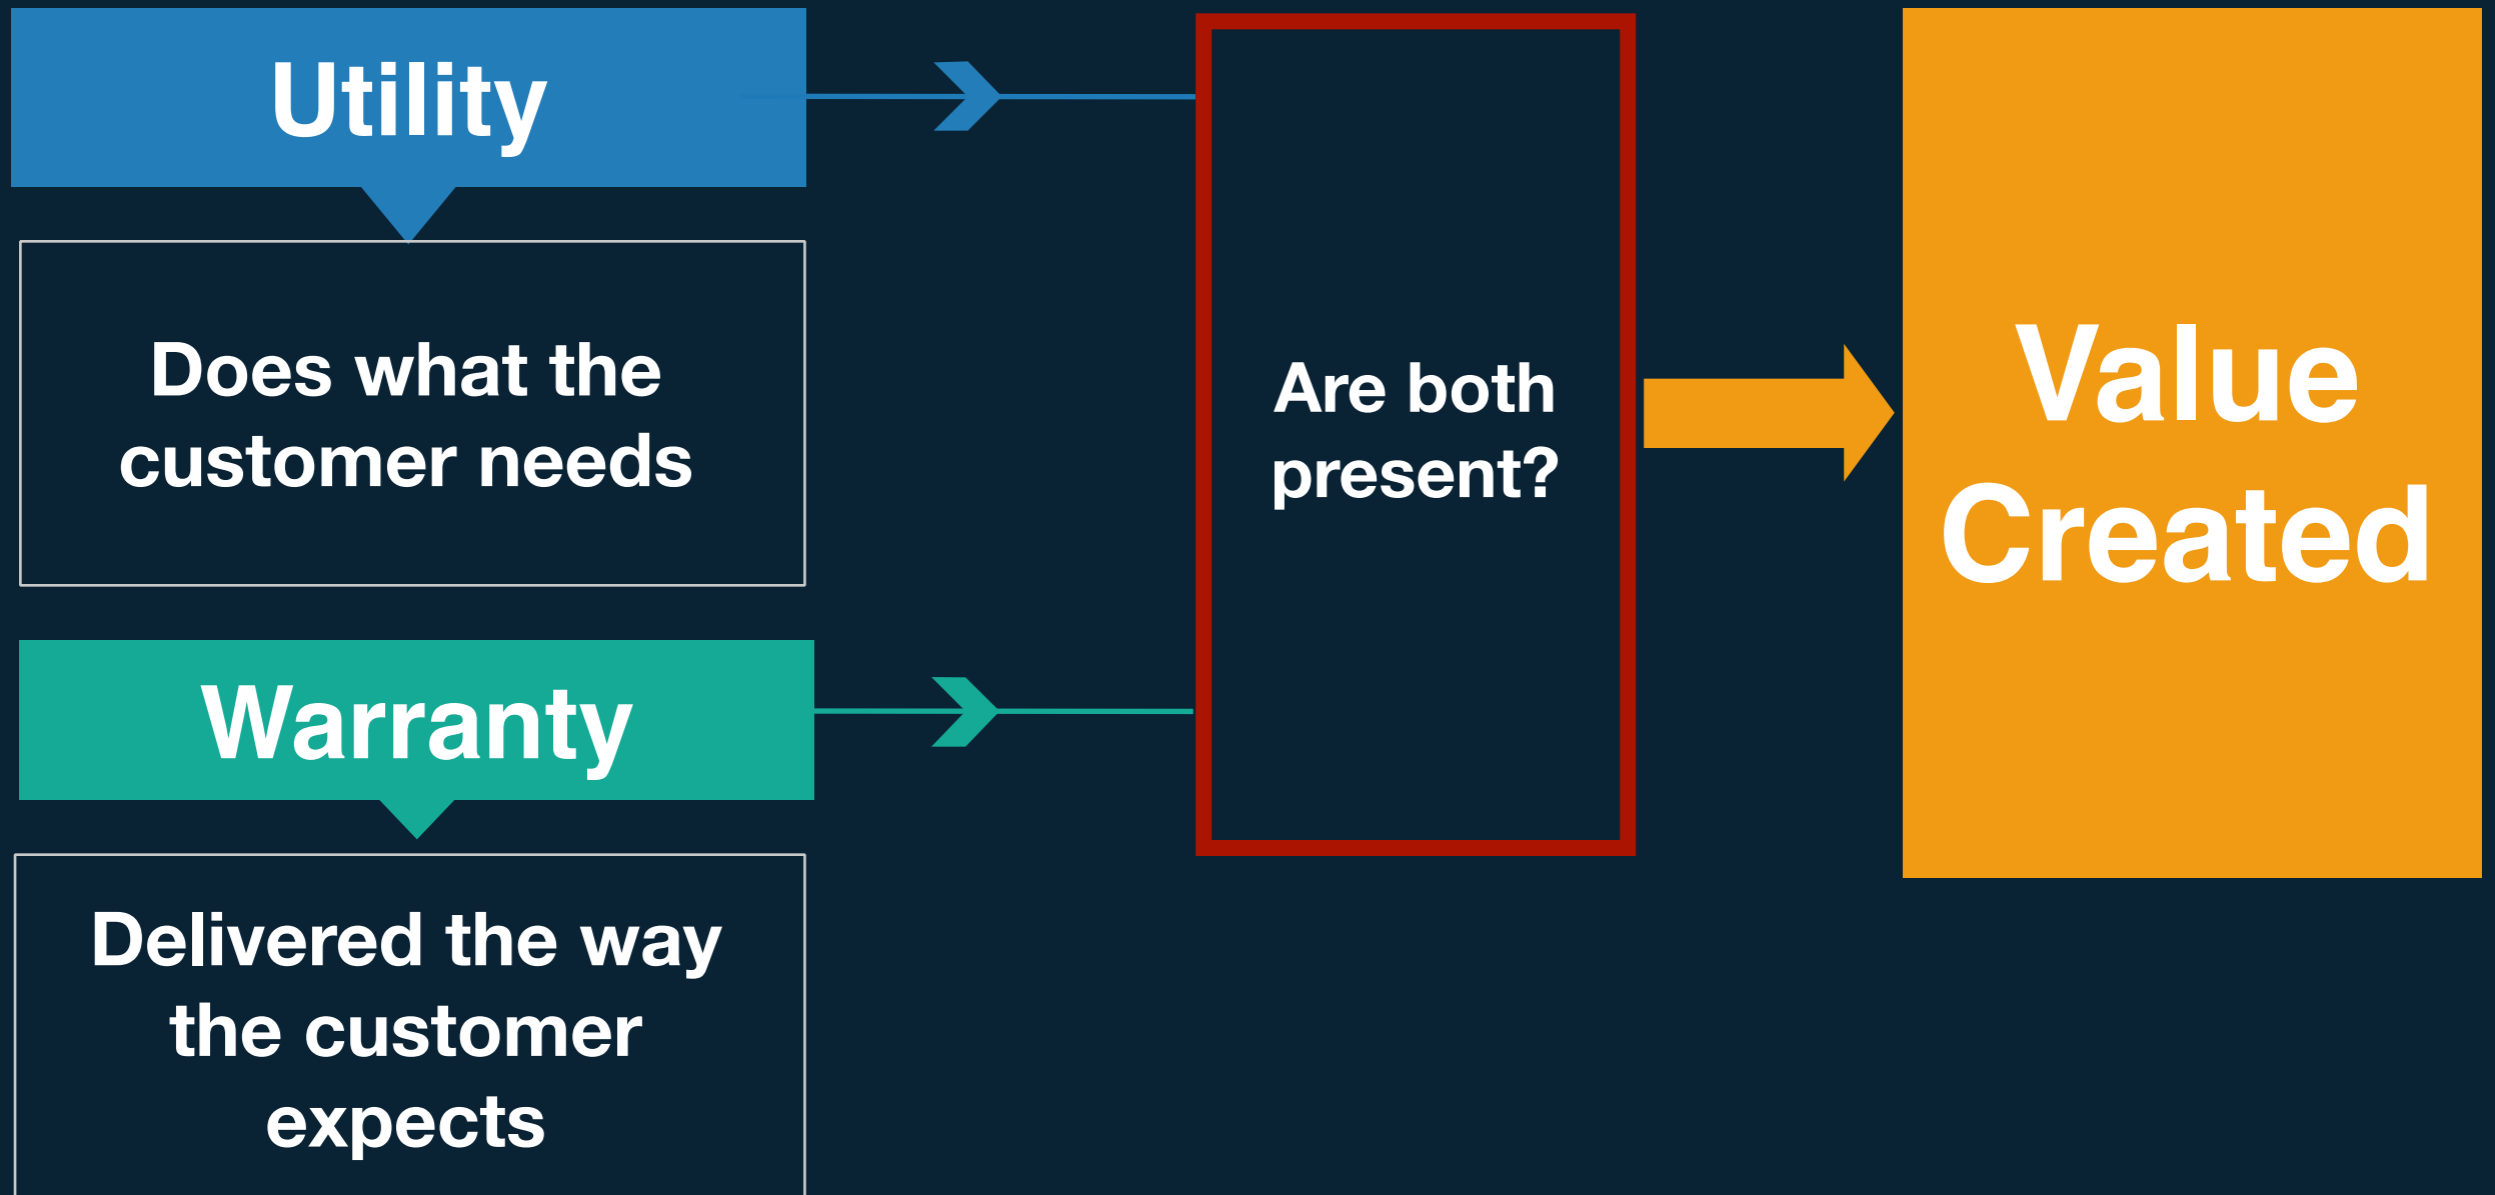 Utility
Does what the
customer needs
Warranty
Delivered the way
the customer
expects
Are both
present?
Value
Created